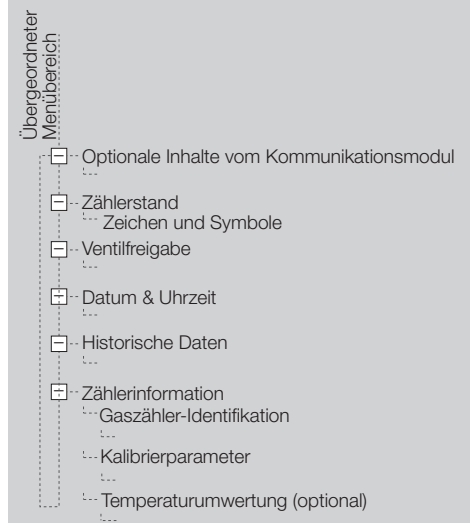 Übergeordneter
Menübereich
Optionale Inhalte vom Kommunikationsmodul
...
Zählerstand
Zeichen und Symbole
Ventilfreigabe
...
Datum & Uhrzeit
...
Historische Daten
...
Zählerinformation
Gaszähler-Identifikation
...
Kalibrierparameter
...
Temperaturumwertung (optional)
...